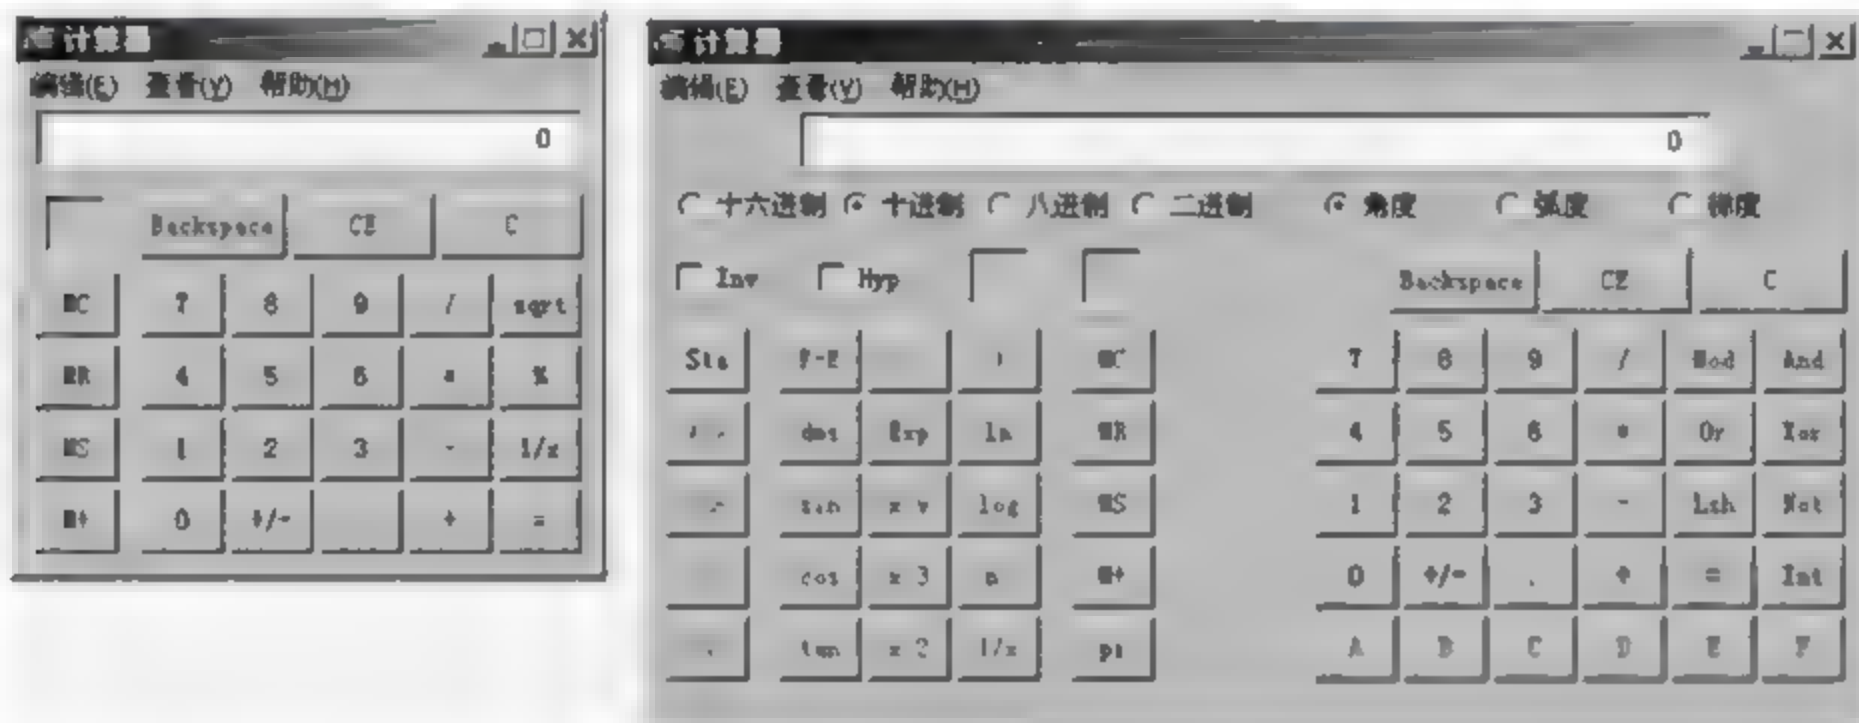 计算器
编辑(E) 查看(V) 帮助(H)
0
Backspace CE C
MC 7 8 9 / sqrt
MR 4 5 6 * %
MS 1 2 3 - 1/x
M+ 0 +/- + =
计算器
编辑(E) 查看(V) 帮助(H)
0
十六进制 十进制 八进制 二进制 角度 弧度 梯度
Inv Hyp Backspace CE C
Sta F-E ) MC 7 8 9 / Mod And
dms Exp ln MR 4 5 6 * Or Xor
sin x y log MS 1 2 3 - Lsh Not
cos x 3 n M+ 0 +/- . + = Int
tan x 2 1/x pi A B C D E F